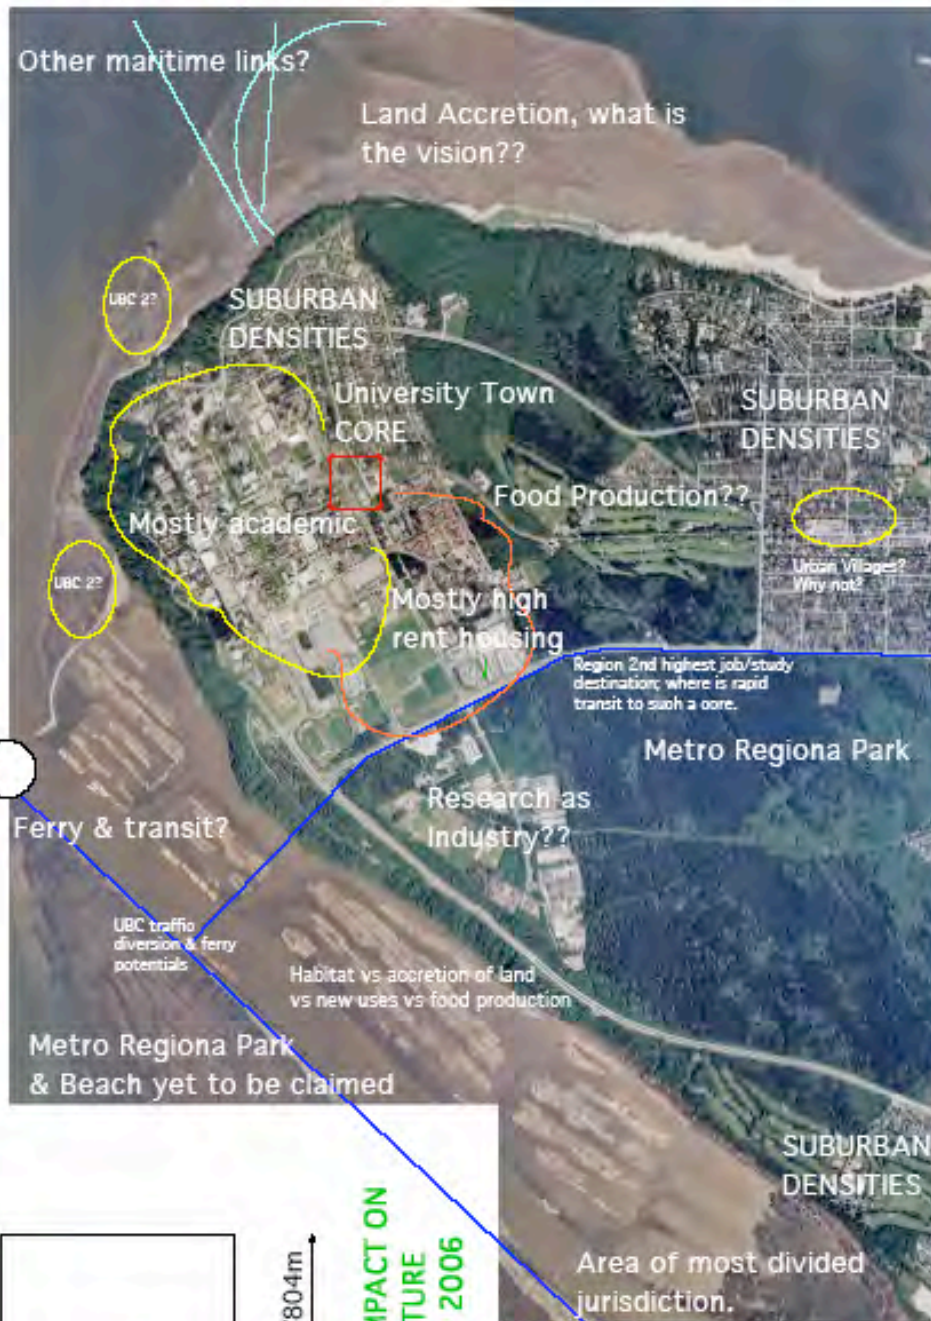 Other maritime links?
Land Accretion, what is
the vision??
UBC 2?
SUBURBAN
DENSITIES
University Town
CORE
SUBURBAN
DENSITIES
Food Production??
Mostly academic
Urban Villages?
Why not?
UBC 2?
Mostly high
rent housing
Region 2nd highest job/study
destination; where is rapid
transit to such a core.
Metro Regiona Park
Research as
Industry??
Ferry & transit?
UBC traffic
diversion & ferry
potentials
Habitat vs accretion of land
vs new uses vs food production
Metro Regiona Park
& Beach yet to be claimed
SUBURBAN
DENSITIES
Area of most divided
jurisdiction.
804m
MPACT ON
TURE
2006